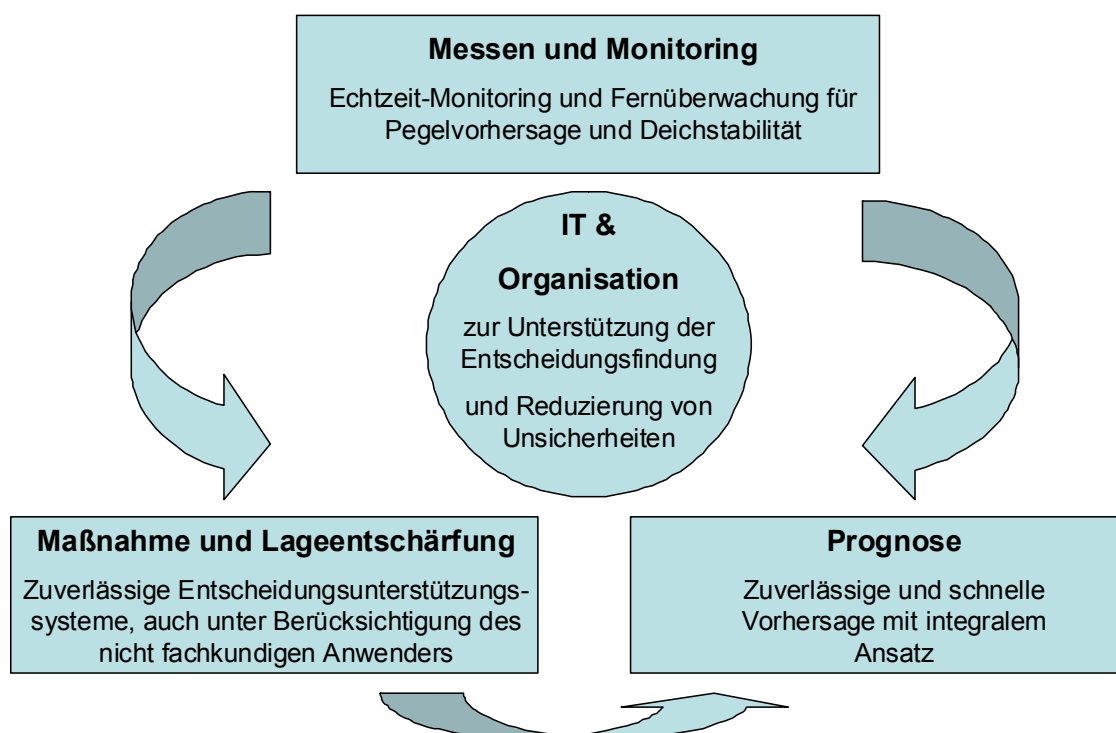 Messen und Monitoring
Echtzeit-Monitoring und Fernüberwachung für
Pegelvorhersage und Deichstabilität
IT &
Organisation
zur Unterstützung der
Entscheidungsfindung
und Reduzierung von
Unsicherheiten
Maßnahme und Lageentschärfung
Zuverlässige Entscheidungsunterstützungs-
systeme, auch unter Berücksichtigung des
nicht fachkundigen Anwenders
Prognose
Zuverlässige und schnelle
Vorhersage mit integralem
Ansatz